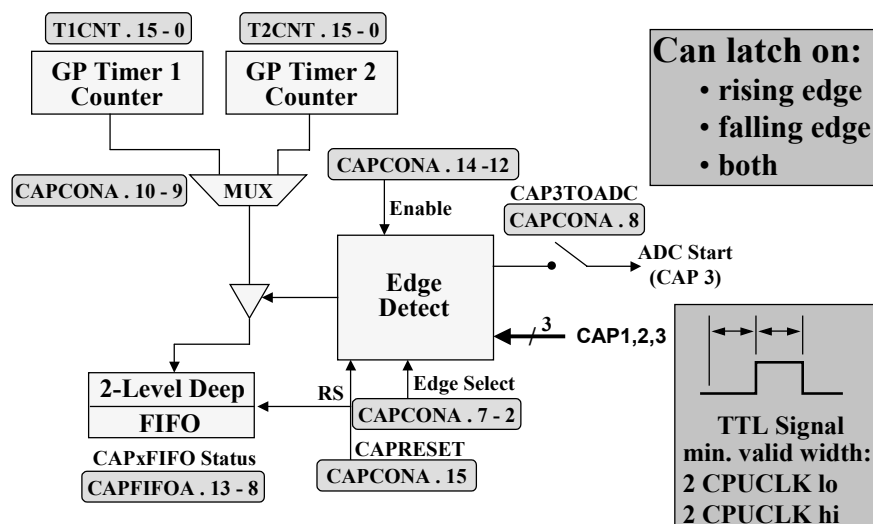 T1CNT . 15 - 0
T2CNT . 15 - 0
GP Timer 1
Counter
GP Timer 2
Counter
Can latch on:
• rising edge
• falling edge
• both
CAPCONA . 10 - 9
MUX
CAPCONA . 14 -12
Enable
CAP3TOADC
CAPCONA . 8
ADC Start
(CAP 3)
Edge
Detect
3
CAP1,2,3
2-Level Deep
FIFO
RS
Edge Select
CAPCONA . 7 - 2
CAPxFIFO Status
CAPFIFOA . 13 - 8
CAPRESET
CAPCONA . 15
TTL Signal
min. valid width:
2 CPUCLK lo
2 CPUCLK hi